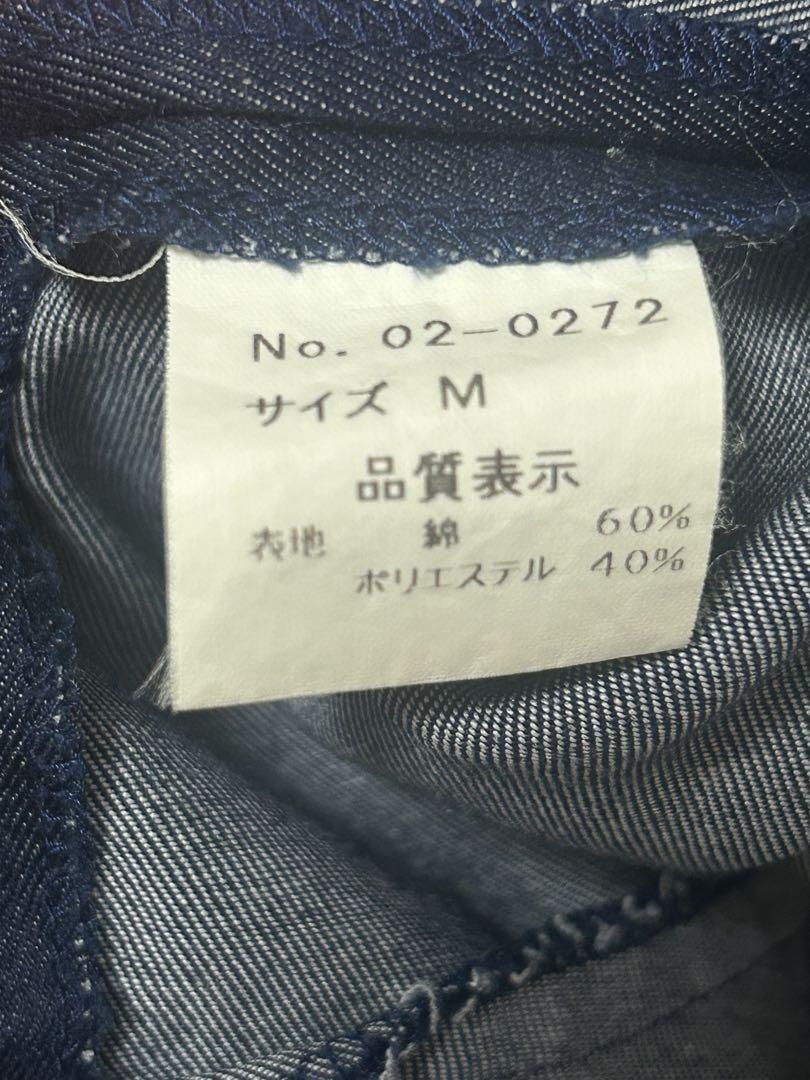 No. 02-0272
サイズ M
品質表示
表地 綿 60%
ポリエステル 40%